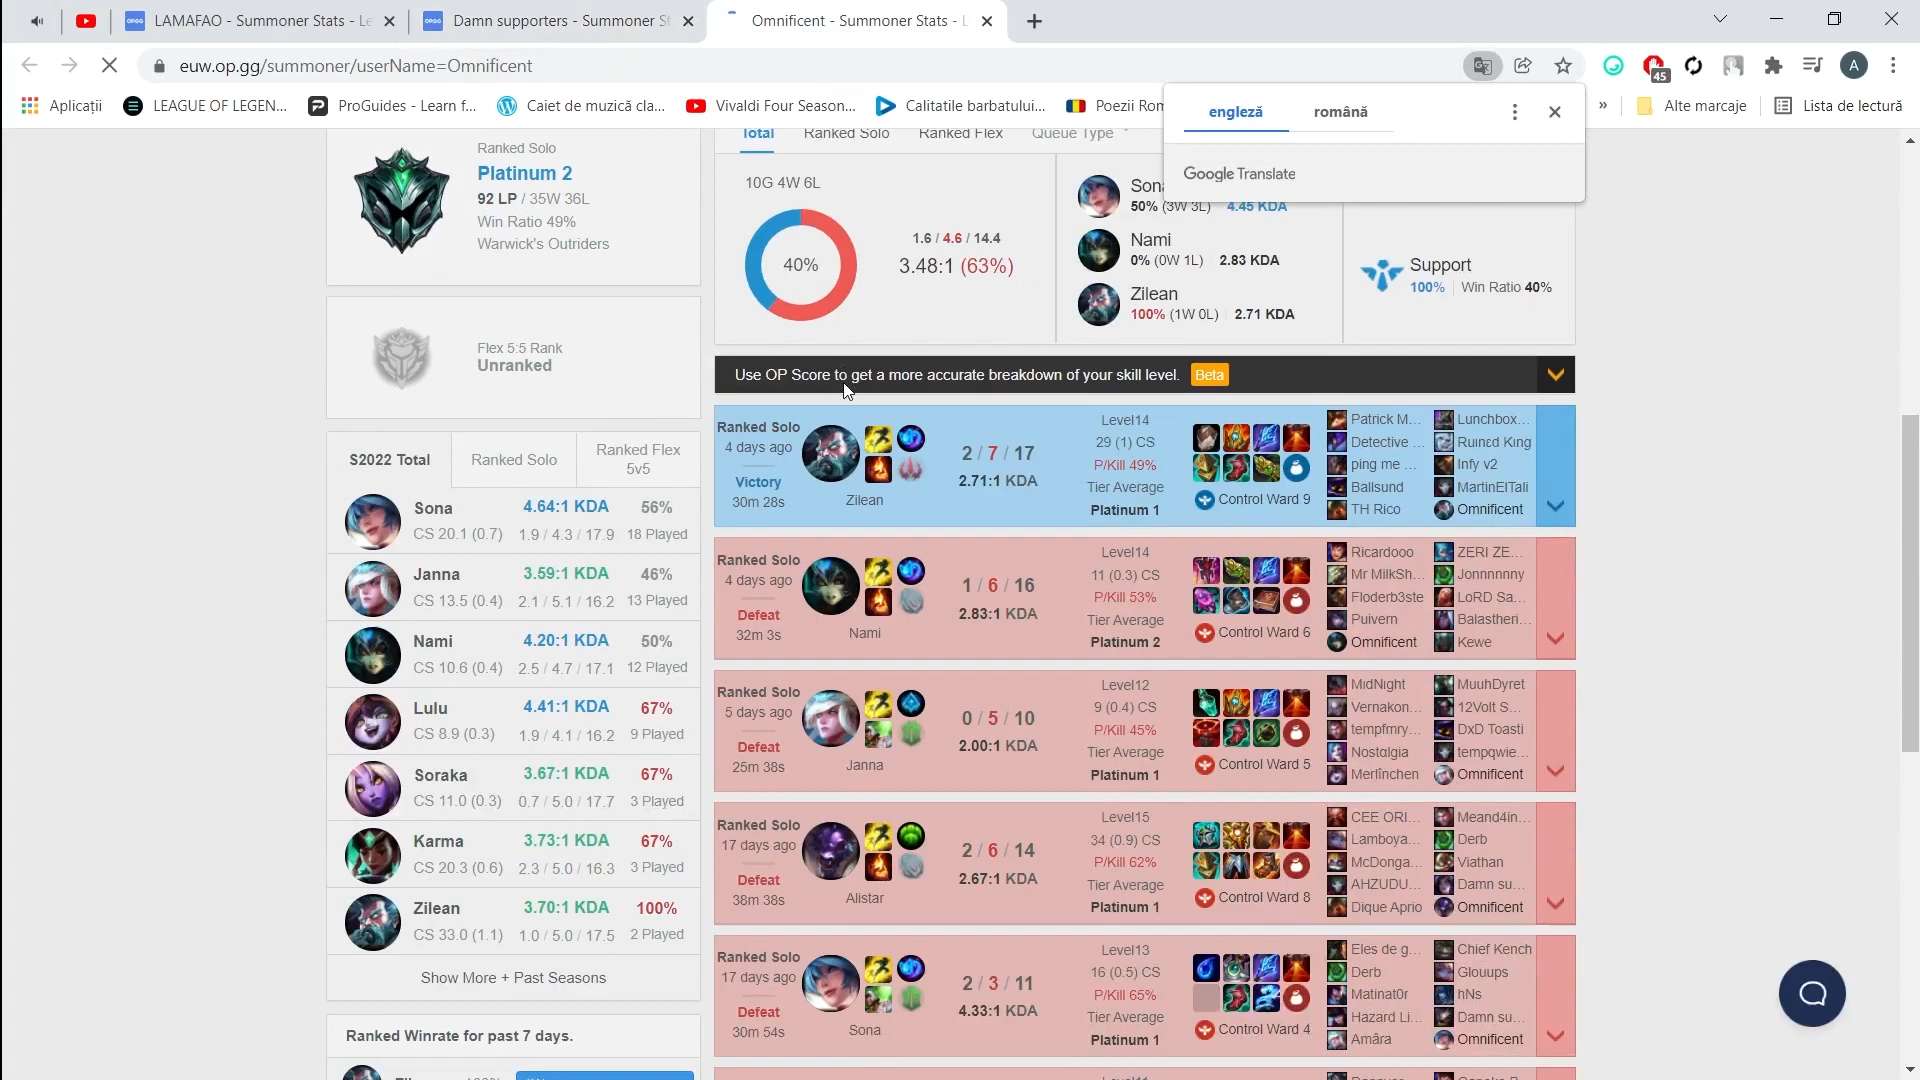 LAMAFAO - Summoner Stats - Le
Damn supporters - Summoner St
Omnificent - Summoner Stats - L
euw.op.gg/summoner/userName=Omnificent
45
A
Aplicații
LEAGUE OF LEGEN...
ProGuides - Learn f...
Caiet de muzică cla...
Vivaldi Four Season...
Calitatile barbatului...
Poezii Rom
Alte marcaje
Lista de lectură
engleză
română
Google Translate
Ranked Solo
Platinum 2
92 LP / 35W 36L
Win Ratio 49%
Warwick's Outriders
Flex 5:5 Rank
Unranked
S2022 Total
Ranked Solo
Ranked Flex
5v5
Sona
4.64:1 KDA
56%
CS 20.1 (0.7)
1.9 / 4.3 / 17.9
18 Played
Janna
3.59:1 KDA
46%
CS 13.5 (0.4)
2.1 / 5.1 / 16.2
13 Played
Nami
4.20:1 KDA
50%
CS 10.6 (0.4)
2.5 / 4.7 / 17.1
12 Played
Lulu
4.41:1 KDA
67%
CS 8.9 (0.3)
1.9 / 4.1 / 16.2
9 Played
Soraka
3.67:1 KDA
67%
CS 11.0 (0.3)
0.7 / 5.0 / 17.7
3 Played
Karma
3.73:1 KDA
67%
CS 20.3 (0.6)
2.3 / 5.0 / 16.3
3 Played
Zilean
3.70:1 KDA
100%
CS 33.0 (1.1)
1.0 / 5.0 / 17.5
2 Played
Show More + Past Seasons
Ranked Winrate for past 7 days.
Total
Ranked Solo
Ranked Flex
Queue Type
10G 4W 6L
40%
1.6 / 4.6 / 14.4
3.48:1 (63%)
Sona
50% (3W 3L)
4.45 KDA
Nami
0% (0W 1L)
2.83 KDA
Zilean
100% (1W 0L)
2.71 KDA
Support
100%
Win Ratio 40%
Use OP Score to get a more accurate breakdown of your skill level.
Beta
Ranked Solo
4 days ago
Victory
30m 28s
Zilean
2 / 7 / 17
2.71:1 KDA
Level14
29 (1) CS
P/Kill 49%
Tier Average
Platinum 1
Control Ward 9
Patrick M...
Detective ...
ping me ...
Ballsund
TH Rico
Lunchbox...
Ruinεd King
Infy v2
MartinElTali
Omnificent
Ranked Solo
4 days ago
Defeat
32m 3s
Nami
1 / 6 / 16
2.83:1 KDA
Level14
11 (0.3) CS
P/Kill 53%
Tier Average
Platinum 2
Control Ward 6
Ricardooo
Mr MilkSh...
Floderb3ste
Puivern
Omnificent
ZERI ZE...
Jonnnnnny
LoRD Sa...
Balastheri...
Kewe
Ranked Solo
5 days ago
Defeat
25m 38s
Janna
0 / 5 / 10
2.00:1 KDA
Level12
9 (0.4) CS
P/Kill 45%
Tier Average
Platinum 1
Control Ward 5
MidNight
Vernakon...
tempfmry...
Nostαlgia
Merlînchen
MuuhDyret
12Volt S...
DxD Toasti
tempqwie...
Omnificent
Ranked Solo
17 days ago
Defeat
38m 38s
Alistar
2 / 6 / 14
2.67:1 KDA
Level15
34 (0.9) CS
P/Kill 62%
Tier Average
Platinum 1
Control Ward 8
CEE ORI...
Lamboya...
McDonga...
AHZUDU...
Dique Aprio
Meand4in...
Derb
Viathan
Damn su...
Omnificent
Ranked Solo
17 days ago
Defeat
30m 54s
Sona
2 / 3 / 11
4.33:1 KDA
Level13
16 (0.5) CS
P/Kill 65%
Tier Average
Platinum 1
Control Ward 4
Eles de g...
Derb
Matinat0r
Hazard Li...
Amâra
Chief Kench
Glouups
hNs
Damn su...
Omnificent